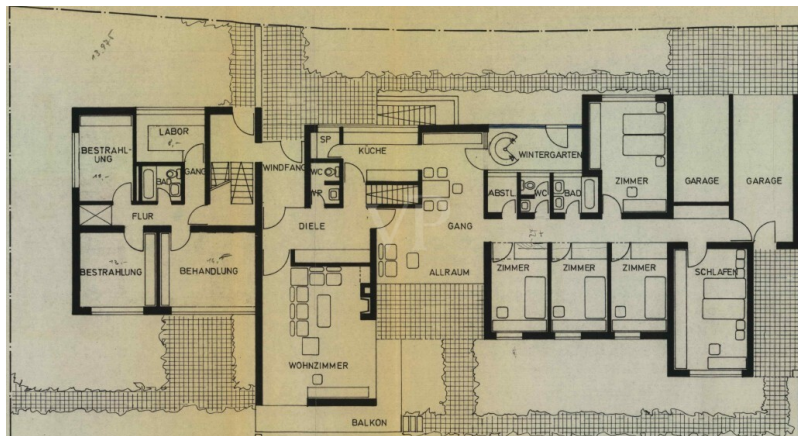 LABOR
BESTRAHL-
UNG
BAD
GANG
FLUR
BESTRAHLUNG
BEHANDLUNG
WINDFANG
SP
KÜCHE
WC
DIELE
WOHNZIMMER
BALKON
GANG
ALLRAUM
WINTERGARTEN
ABSTL.
WC
BAD
ZIMMER
GARAGE
GARAGE
ZIMMER
ZIMMER
ZIMMER
SCHLAFEN
VP